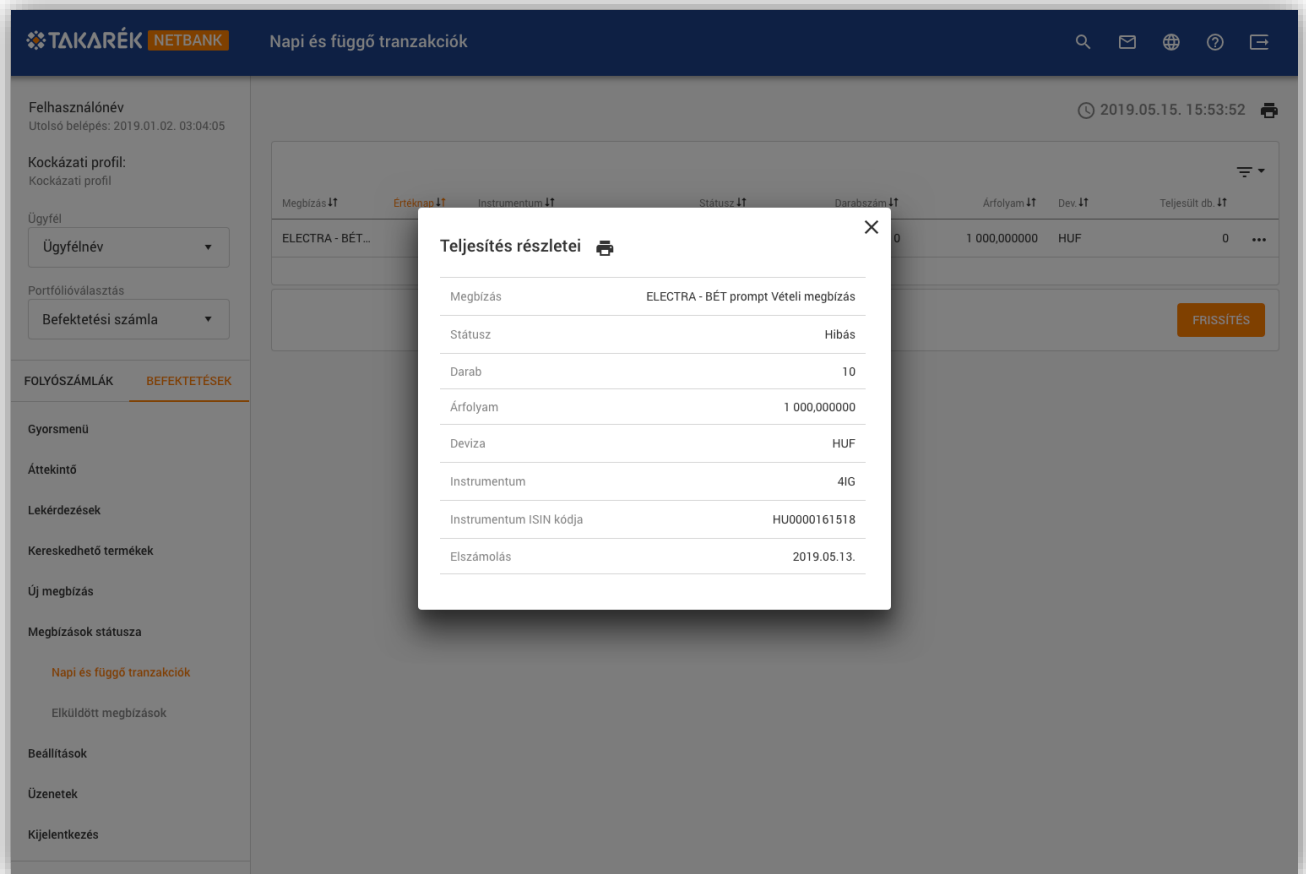 TAKARÉK NETBANK
Napi és függő tranzakciók
Felhasználónév
Utolsó belépés: 2019.01.02. 03:04:05
Kockázati profil:
Kockázati profil
Ügyfél
Ügyfélnév
Portfólióválasztás
Befektetési számla
FOLYÓSZÁMLÁK BEFEKTETÉSEK
Gyorsmenü
Áttekintő
Lekérdezések
Kereskedhető termékek
Új megbízás
Megbízások státusza
Napi és függő tranzakciók
Elküldött megbízások
Beállítások
Üzenetek
Kijelentkezés
2019.05.15. 15:53:52
Megbízás Értéknap Instrumentum Státusz Darabszám Árfolyam Dev. Teljesült db.
ELECTRA - BÉT... 0 1 000,000000 HUF 0
FRISSÍTÉS
Teljesítés részletei
Megbízás ELECTRA - BÉT prompt Vételi megbízás
Státusz Hibás
Darab 10
Árfolyam 1 000,000000
Deviza HUF
Instrumentum 4IG
Instrumentum ISIN kódja HU0000161518
Elszámolás 2019.05.13.